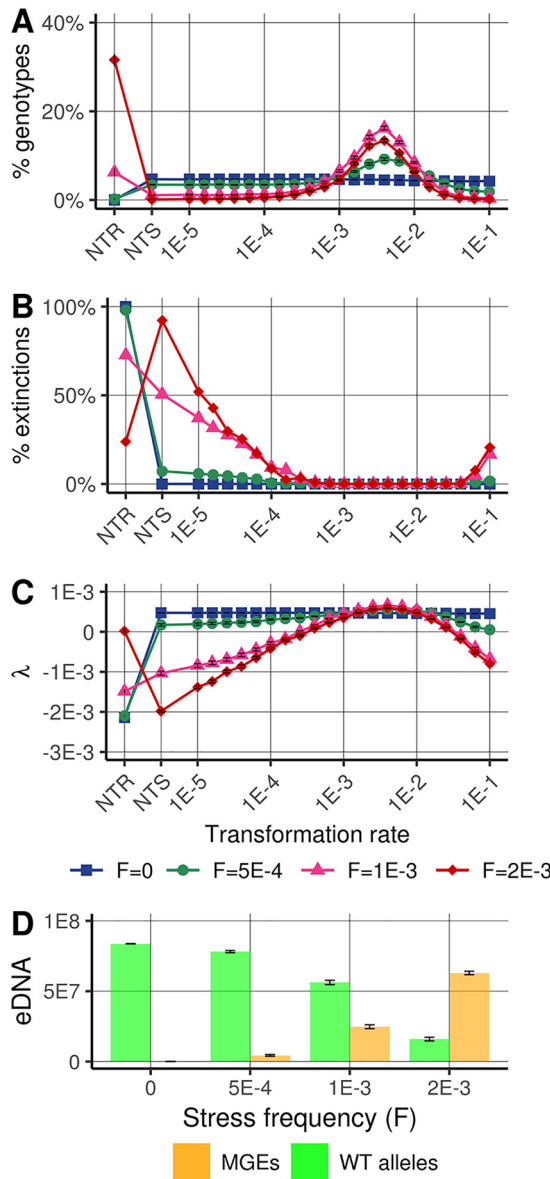 A
% genotypes
40%
20%
0%
NTR NTS 1E-5 1E-4 1E-3 1E-2 1E-1
B
% extinctions
100%
50%
0%
NTR NTS 1E-5 1E-4 1E-3 1E-2 1E-1
C
λ
1E-3
0
-1E-3
-2E-3
-3E-3
NTR NTS 1E-5 1E-4 1E-3 1E-2 1E-1
Transformation rate
F=0 F=5E-4 F=1E-3 F=2E-3
D
eDNA
1E8
5E7
0
0 5E-4 1E-3 2E-3
Stress frequency (F)
MGEs WT alleles